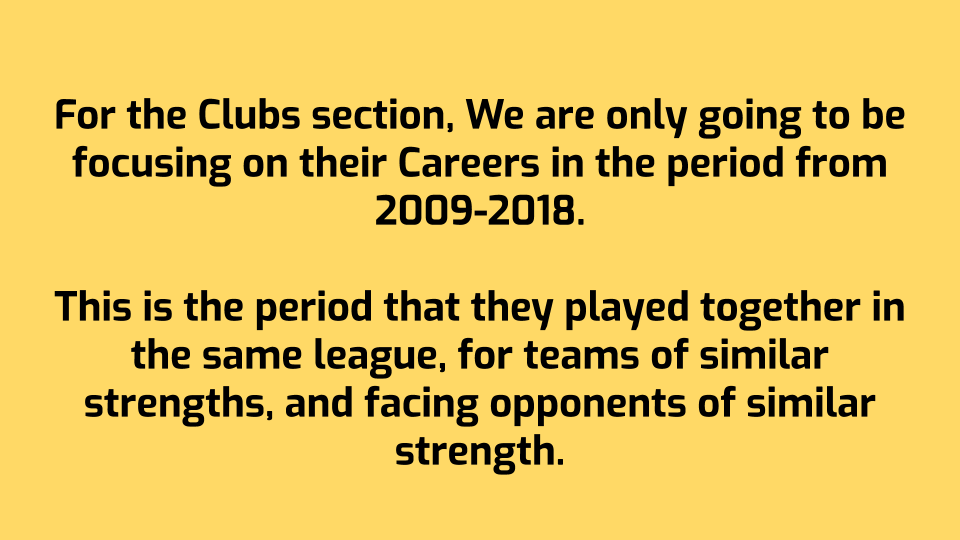 For the Clubs section, We are only going to be
focusing on their Careers in the period from
2009-2018.
This is the period that they played together in
the same league, for teams of similar
strengths, and facing opponents of similar
strength.